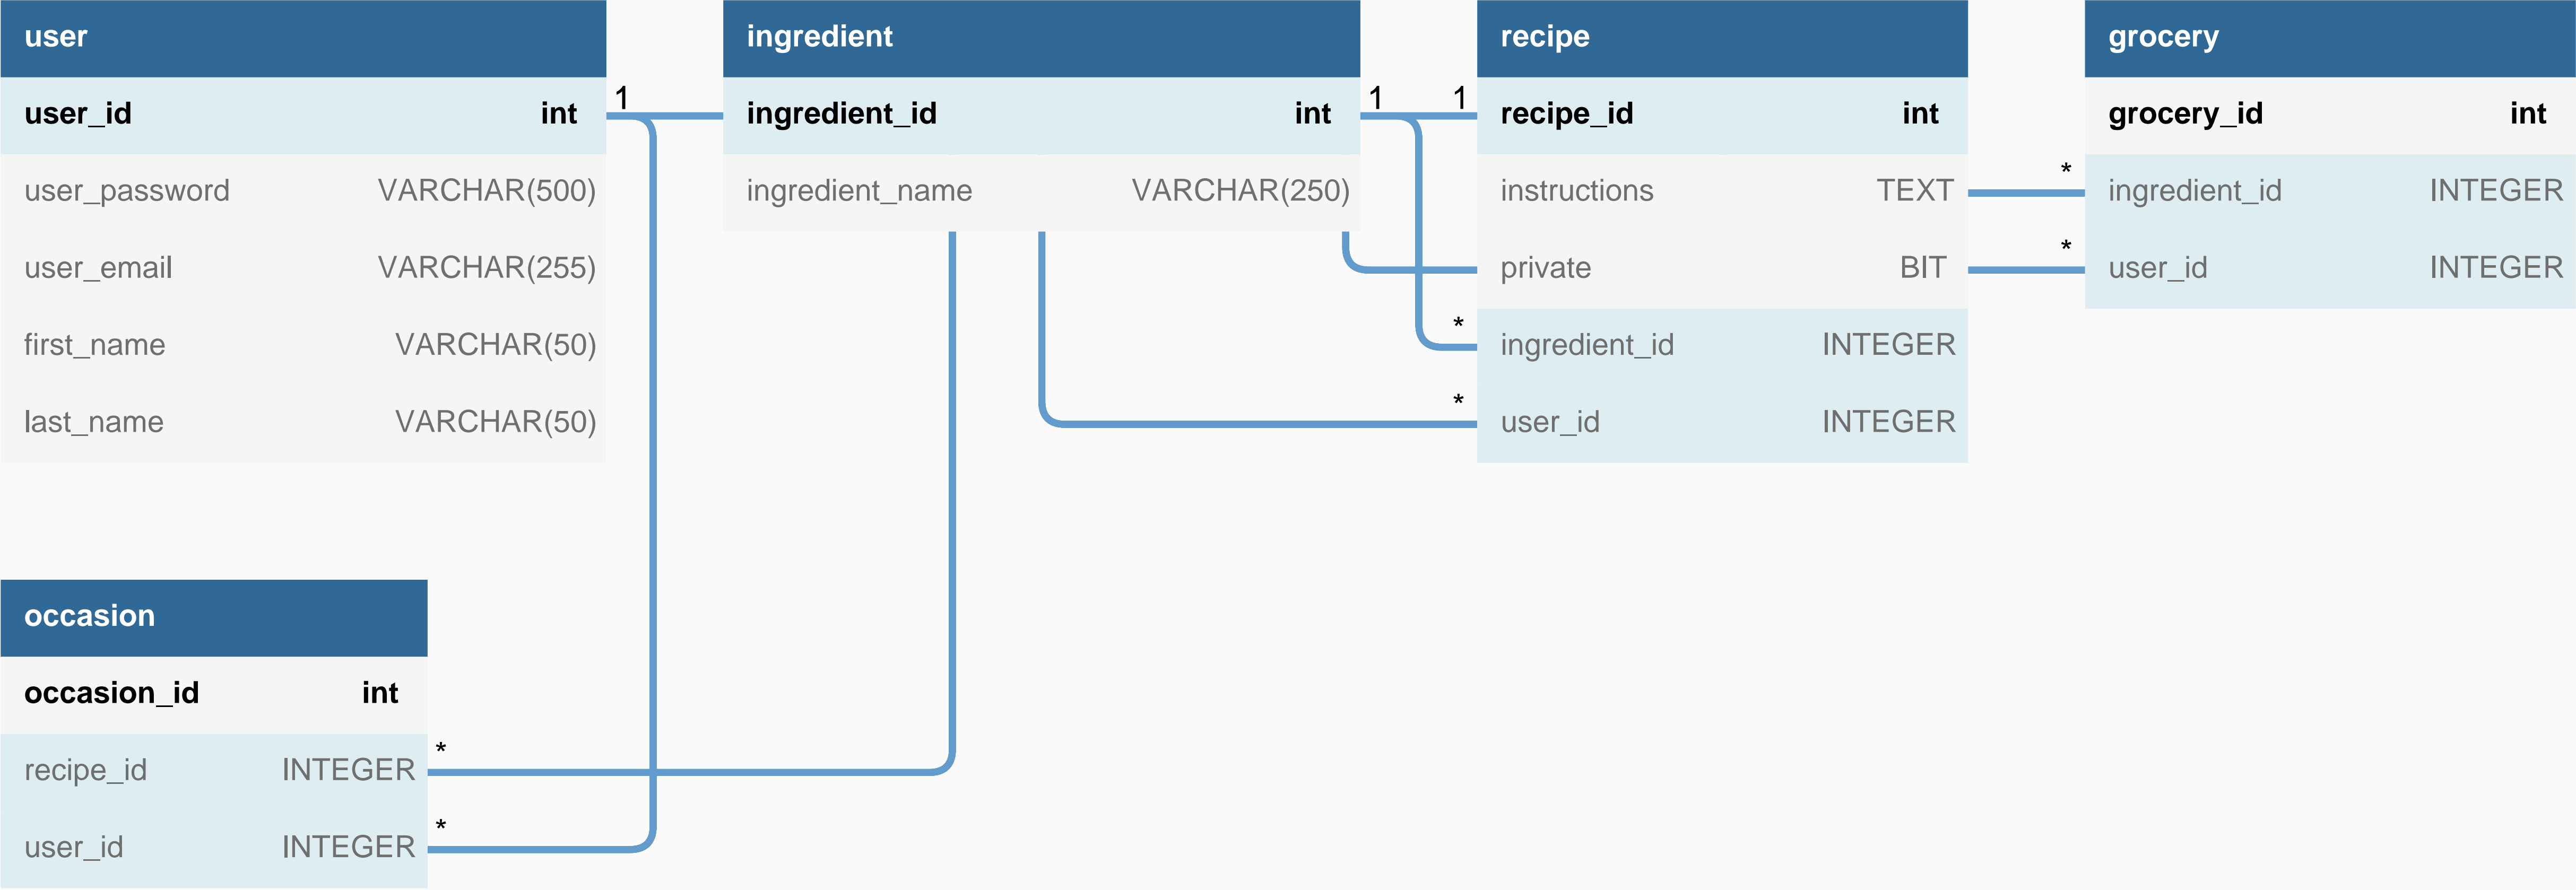 user
user_id int
user_password VARCHAR(500)
user_email VARCHAR(255)
first_name VARCHAR(50)
last_name VARCHAR(50)
1
ingredient
ingredient_id int
ingredient_name VARCHAR(250)
1 1
recipe
recipe_id int
instructions TEXT
private BIT
* ingredient_id INTEGER
* user_id INTEGER
grocery
grocery_id int
* ingredient_id INTEGER
* user_id INTEGER
occasion
occasion_id int
recipe_id INTEGER *
user_id INTEGER *